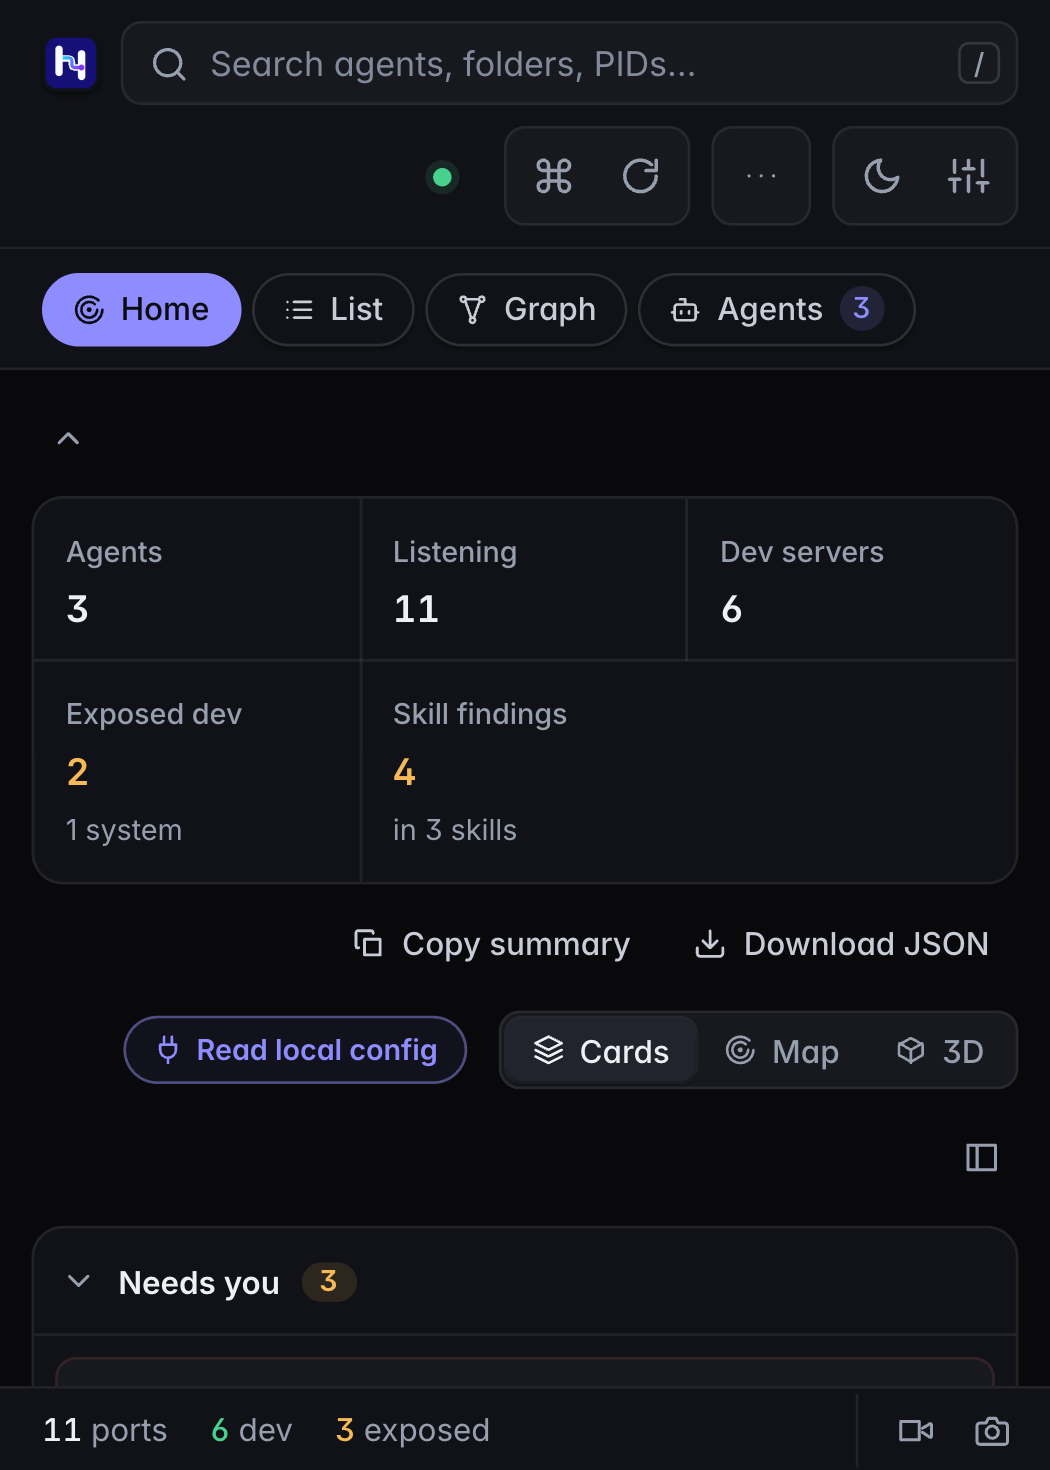 Search agents, folders, PIDs... /
Home List Graph Agents 3
Agents Listening Dev servers
3 11 6
Exposed dev Skill findings
2 4
1 system in 3 skills
Copy summary Download JSON
Read local config Cards Map 3D
Needs you 3
11 ports 6 dev 3 exposed